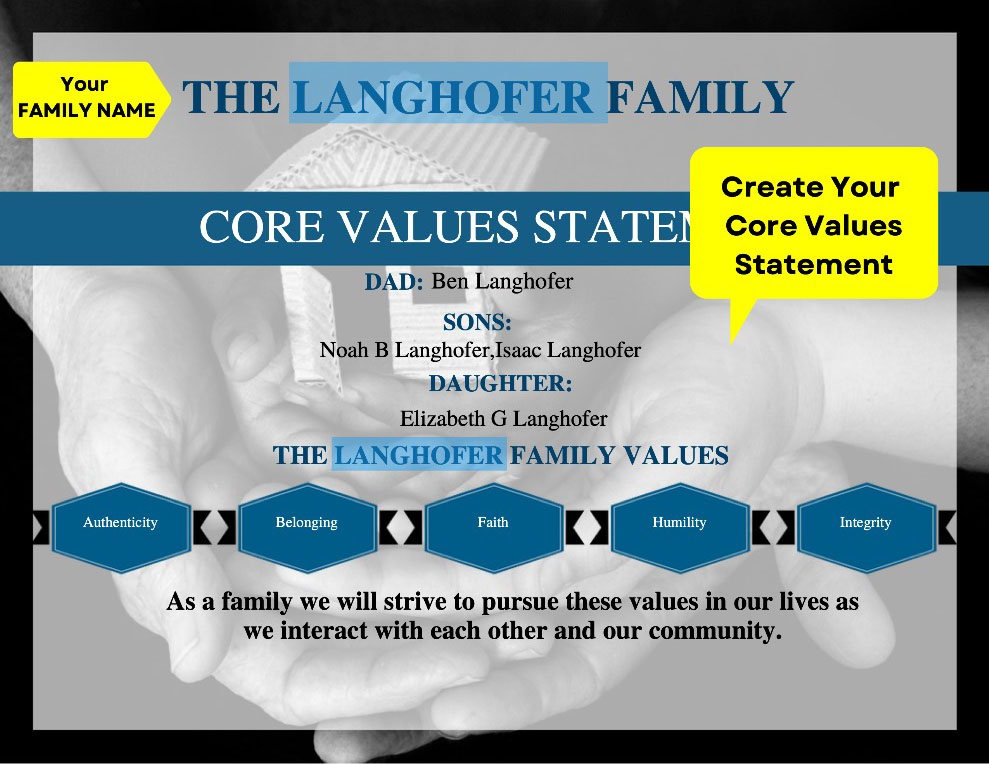 Your
FAMILY NAME
THE LANGHOFER FAMILY
Create Your
Core Values
Statement
CORE VALUES STATEM
DAD: Ben Langhofer
SONS:
Noah B Langhofer,Isaac Langhofer
DAUGHTER:
Elizabeth G Langhofer
THE LANGHOFER FAMILY VALUES
Authenticity
Belonging
Faith
Humility
Integrity
As a family we will strive to pursue these values in our lives as
we interact with each other and our community.